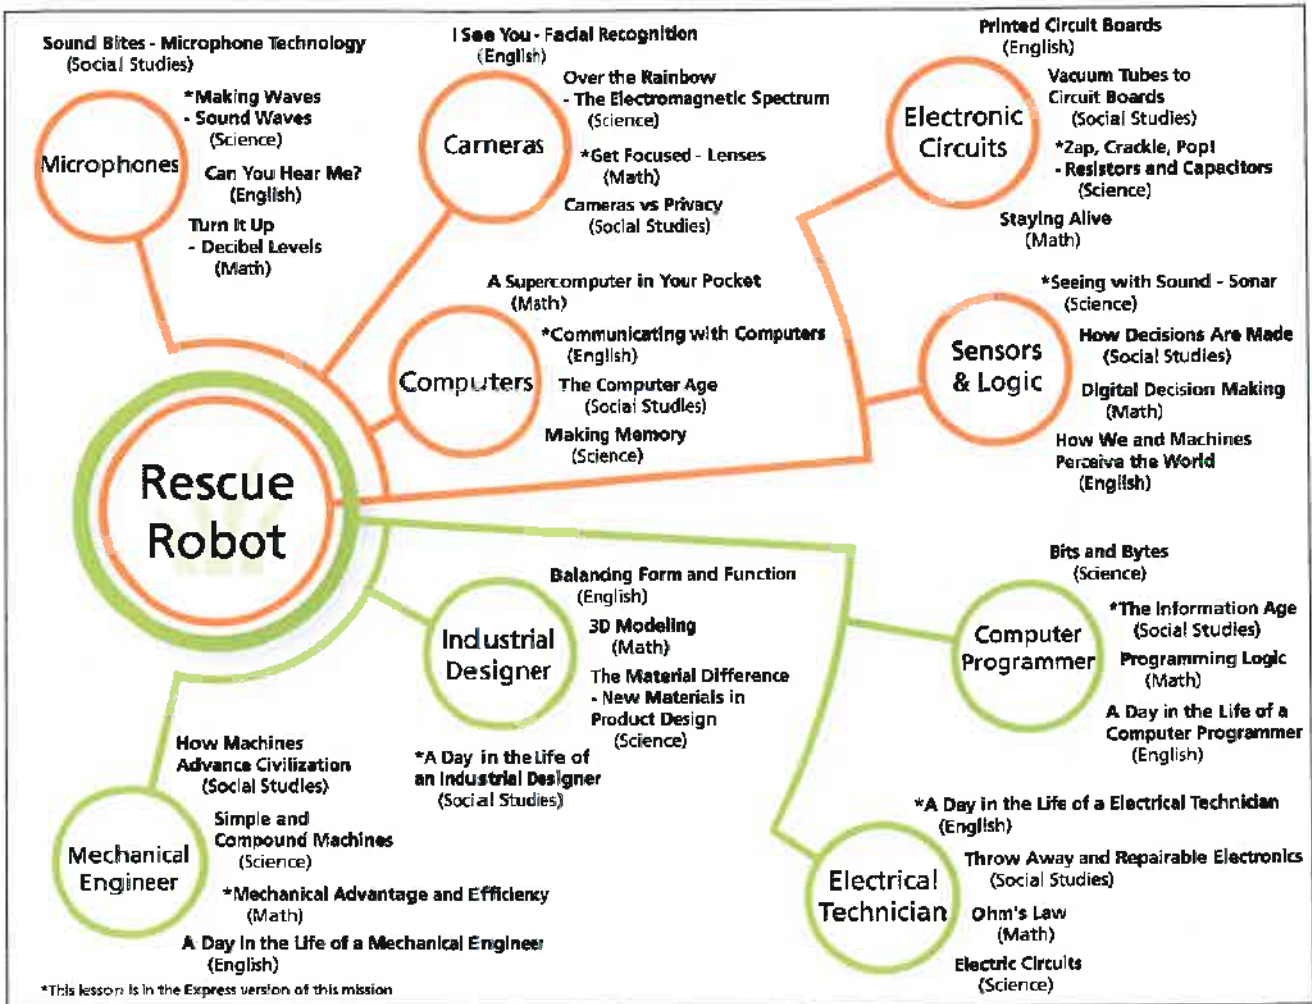 Sound Bites - Microphone Technology
(Social Studies)
Microphones
*Making Waves
- Sound Waves
(Science)
Can You Hear Me?
(English)
Turn It Up
- Decibel Levels
(Math)
I See You - Facial Recognition
(English)
Cameras
Over the Rainbow
- The Electromagnetic Spectrum
(Science)
*Get Focused - Lenses
(Math)
Cameras vs Privacy
(Social Studies)
Printed Circuit Boards
(English)
Electronic
Circuits
Vacuum Tubes to
Circuit Boards
(Social Studies)
*Zap, Crackle, Pop!
- Resistors and Capacitors
(Science)
Staying Alive
(Math)
A Supercomputer in Your Pocket
(Math)
Computers
*Communicating with Computers
(English)
The Computer Age
(Social Studies)
Making Memory
(Science)
*Seeing with Sound - Sonar
(Science)
Sensors
& Logic
How Decisions Are Made
(Social Studies)
Digital Decision Making
(Math)
How We and Machines
Perceive the World
(English)
Rescue
Robot
Balancing Form and Function
(English)
Industrial
Designer
3D Modeling
(Math)
The Material Difference
- New Materials in
Product Design
(Science)
*A Day in the Life of
an Industrial Designer
(Social Studies)
Bits and Bytes
(Science)
Computer
Programmer
*The Information Age
(Social Studies)
Programming Logic
(Math)
A Day in the Life of a
Computer Programmer
(English)
How Machines
Advance Civilization
(Social Studies)
Mechanical
Engineer
Simple and
Compound Machines
(Science)
*Mechanical Advantage and Efficiency
(Math)
A Day in the Life of a Mechanical Engineer
(English)
*A Day in the Life of a Electrical Technician
(English)
Electrical
Technician
Throw Away and Repairable Electronics
(Social Studies)
Ohm's Law
(Math)
Electric Circuits
(Science)
*This lesson is in the Express version of this mission